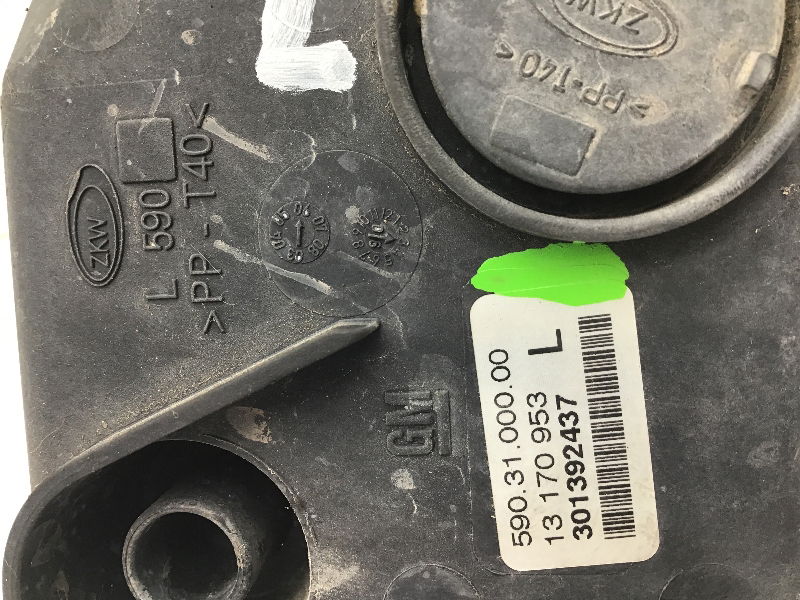 ZKW
L 590
>PP - T40<
ZKW
>PP-T40<
GM
590.31.000.00
13 170 953 L
301392437